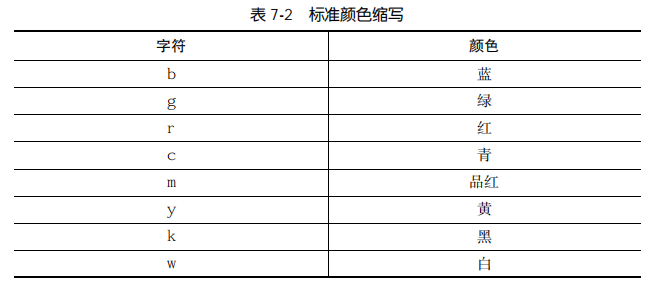 表 7-2 标准颜色缩写
字符 颜色
b 蓝
g 绿
r 红
c 青
m 品红
y 黄
k 黑
w 白